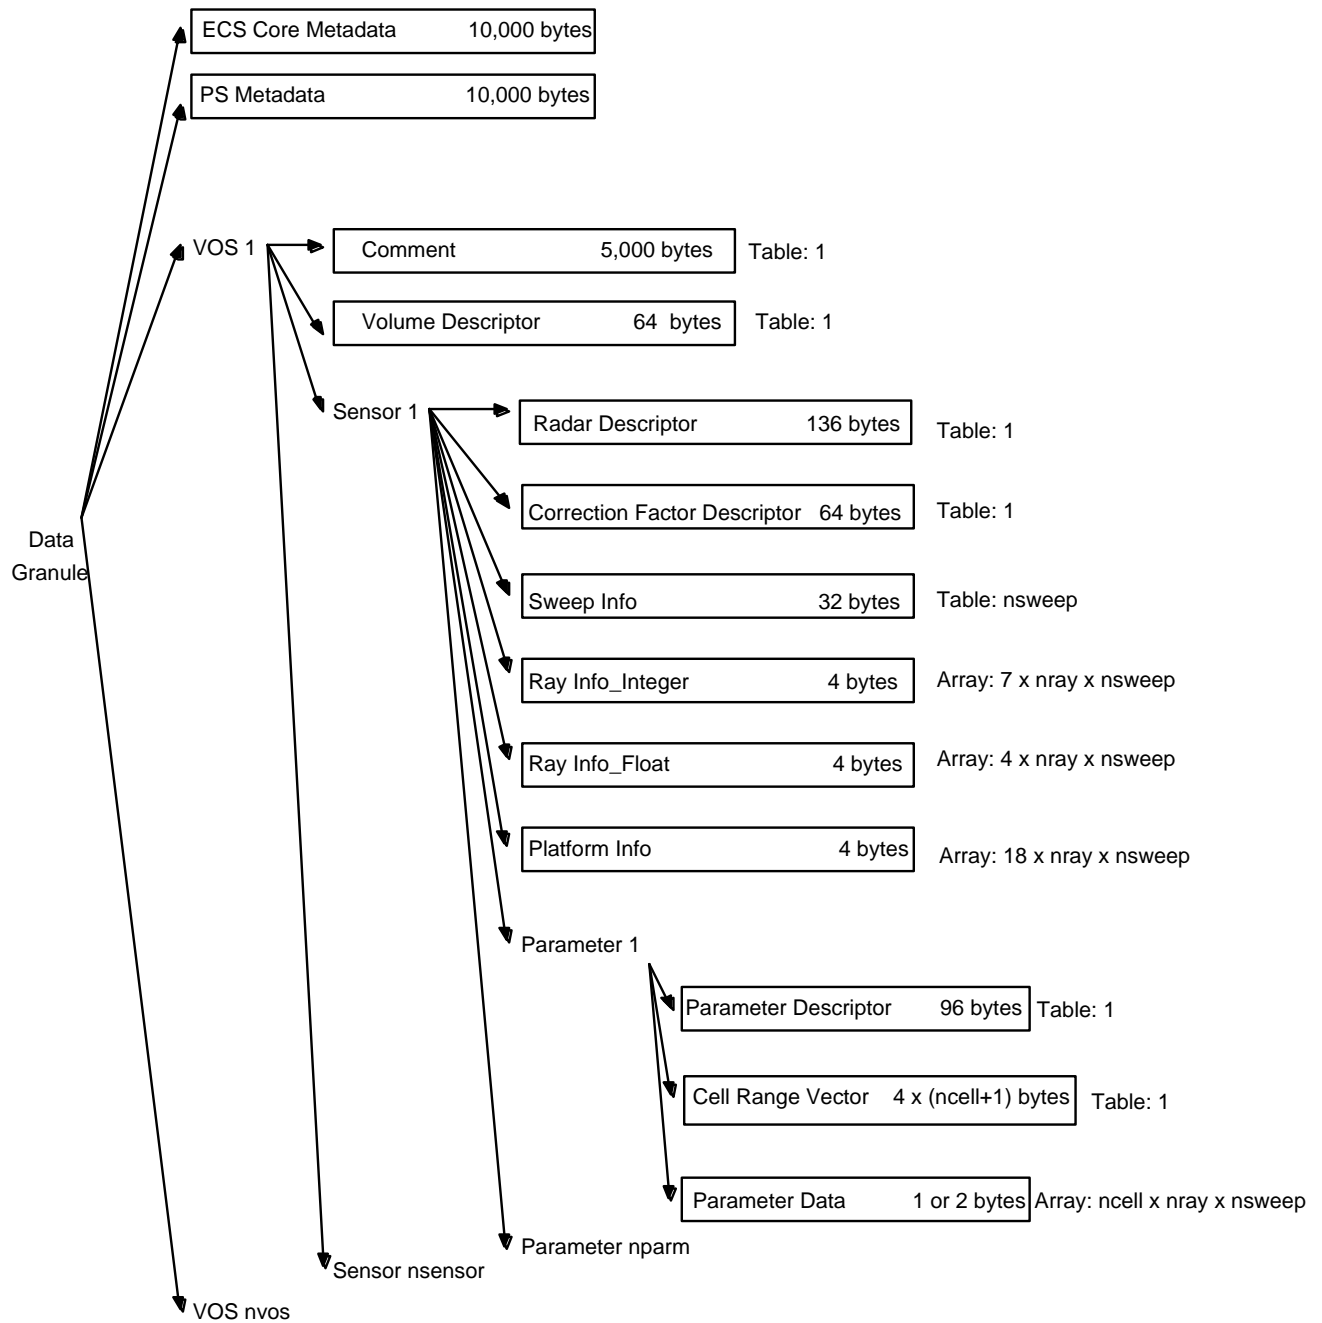 ECS Core Metadata 10,000 bytes
PS Metadata 10,000 bytes
VOS 1
Comment 5,000 bytes Table: 1
Volume Descriptor 64 bytes Table: 1
Sensor 1
Radar Descriptor 136 bytes Table: 1
Correction Factor Descriptor 64 bytes Table: 1
Data
Granule
Sweep Info 32 bytes Table: nsweep
Ray Info_Integer 4 bytes Array: 7 x nray x nsweep
Ray Info_Float 4 bytes Array: 4 x nray x nsweep
Platform Info 4 bytes Array: 18 x nray x nsweep
Parameter 1
Parameter Descriptor 96 bytes Table: 1
Cell Range Vector 4 x (ncell+1) bytes Table: 1
Parameter Data 1 or 2 bytes Array: ncell x nray x nsweep
Parameter nparm
Sensor nsensor
VOS nvos